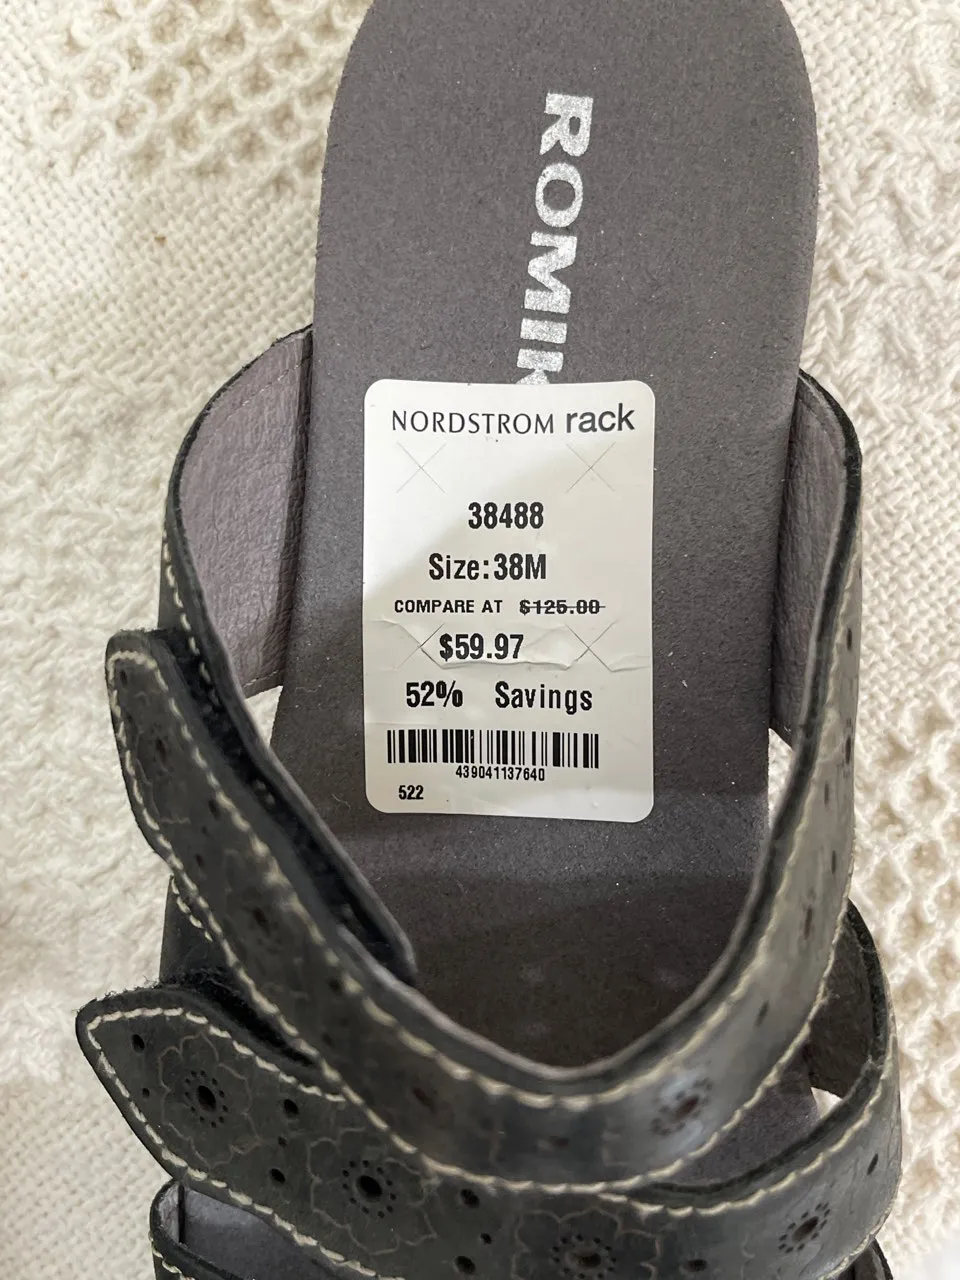 ROMIK
NORDSTROM rack
38488
Size:38M
COMPARE AT $125.00
$59.97
52% Savings
439041137640
522